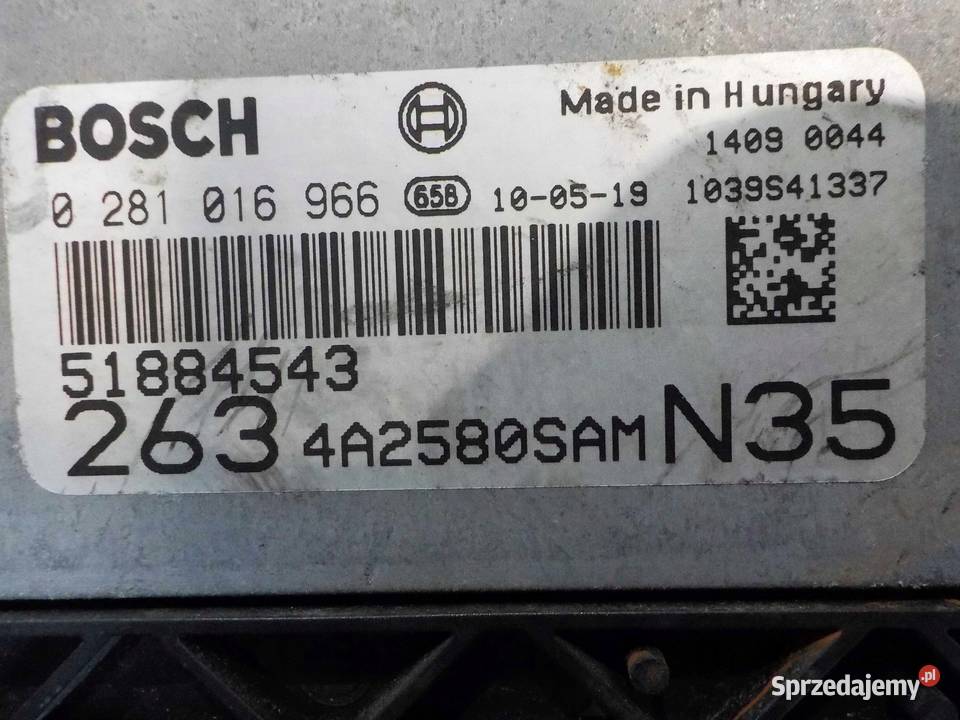 BOSCH
Made in Hungary
1409 0044
0 281 016 966 65B 10-05-19 1039S41337
51884543
263 4A2580SAM N35
Sprzedajemy.pl